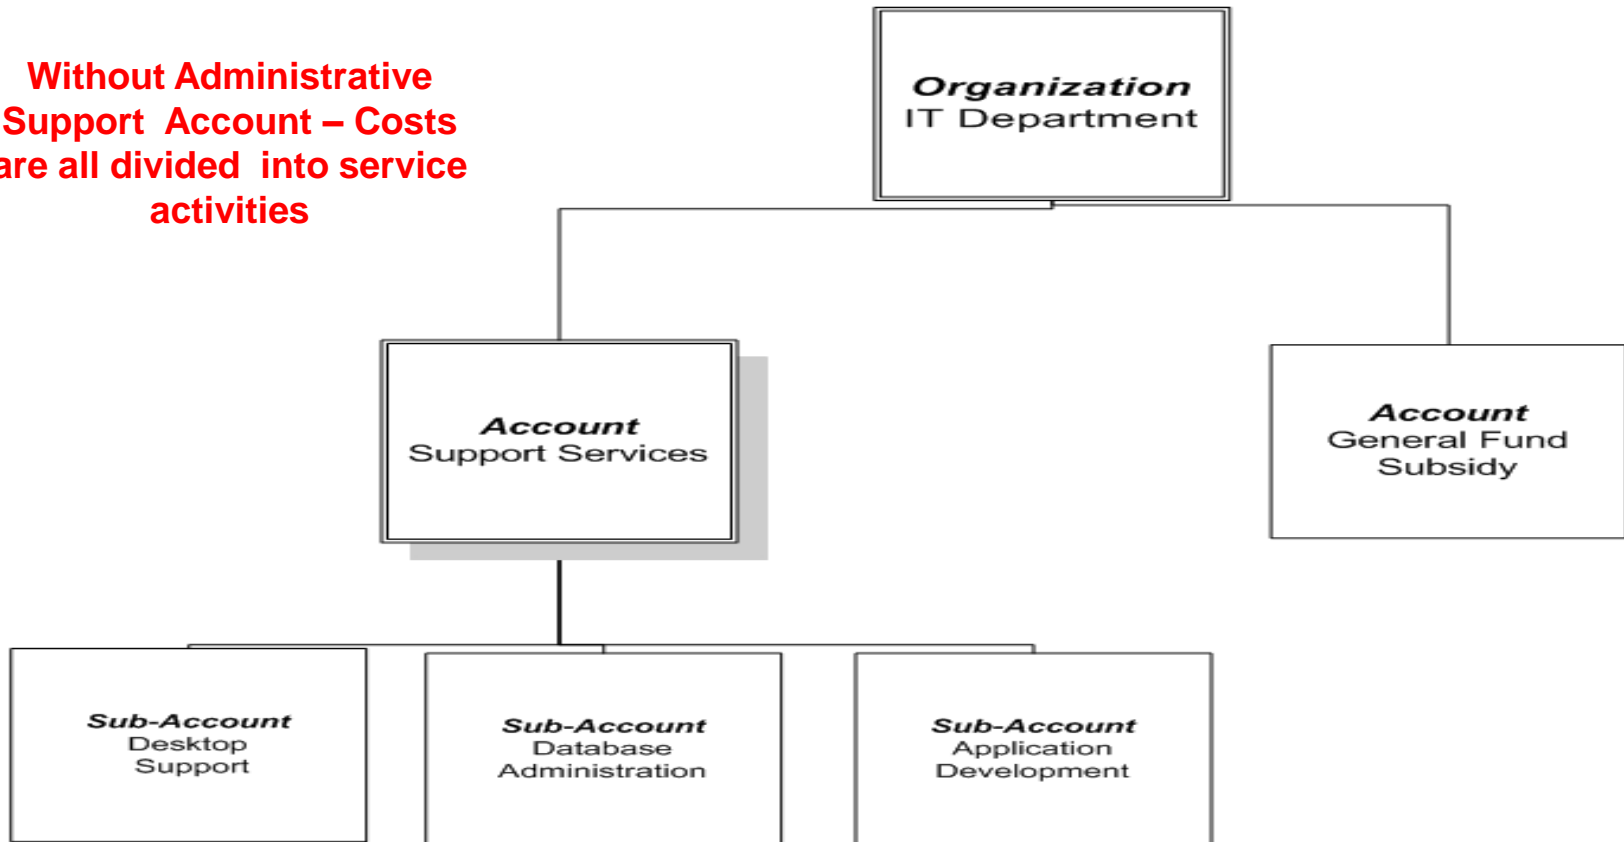 Without Administrative
Support Account – Costs
are all divided into service
activities
Organization
IT Department
Account
Support Services
Account
General Fund
Subsidy
Sub-Account
Desktop
Support
Sub-Account
Database
Administration
Sub-Account
Application
Development